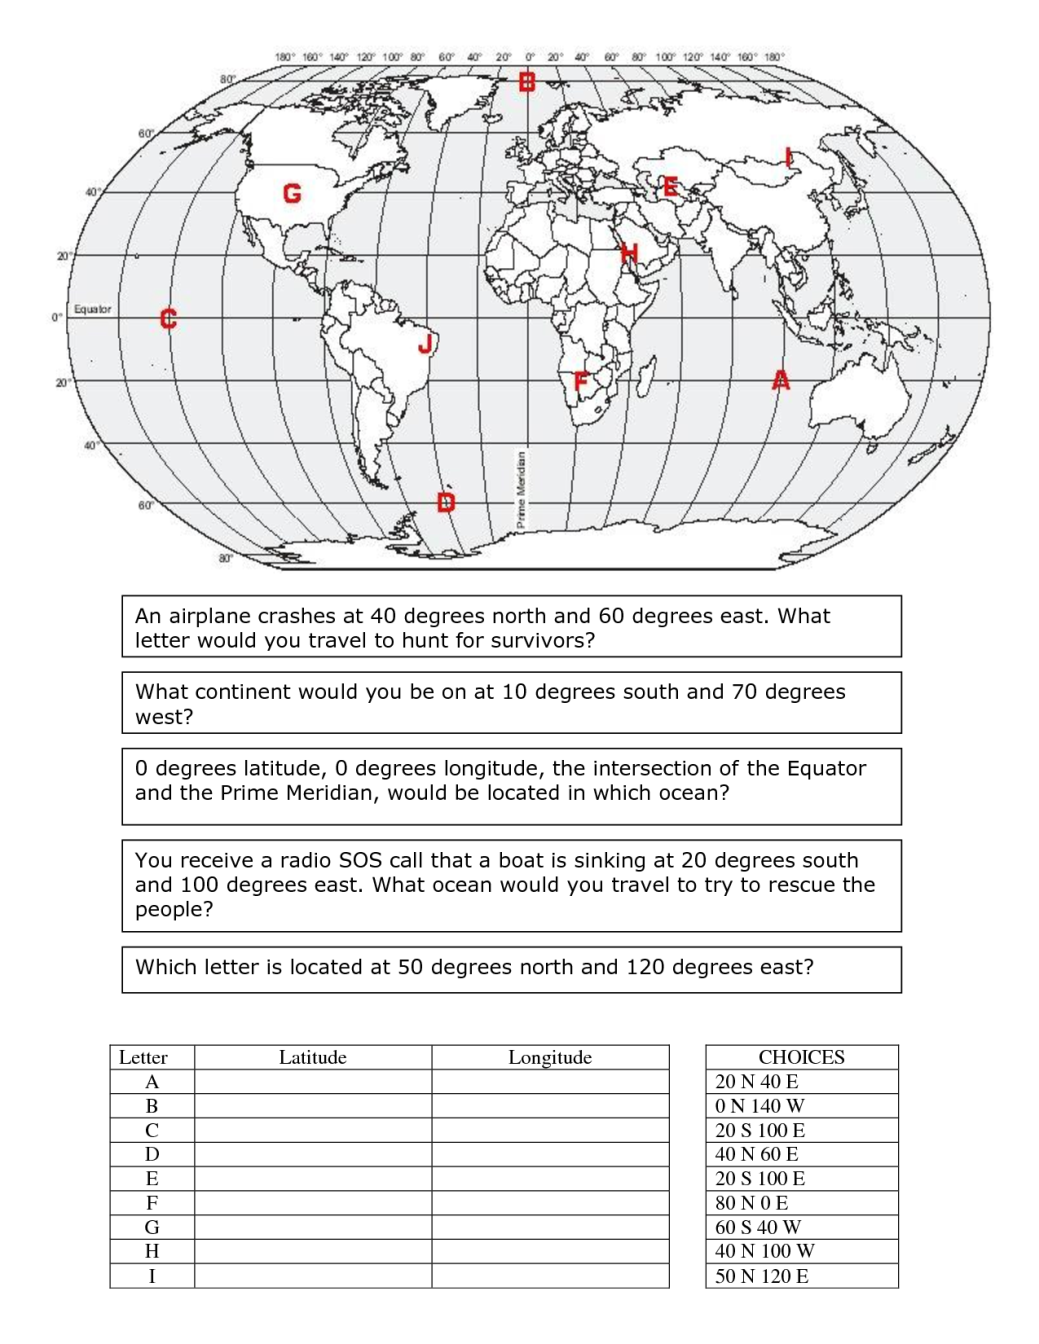 180° 160° 140° 120° 100° 80° 60° 40° 20° 0° 20° 40° 60° 80° 100° 120° 140° 160° 180°
80°
B
60°
I
40°
G
E
20°
H
Equator
0°
C
J
20°
F
A
40°
Prime Meridian
60°
D
80°
An airplane crashes at 40 degrees north and 60 degrees east. What
letter would you travel to hunt for survivors?
What continent would you be on at 10 degrees south and 70 degrees
west?
0 degrees latitude, 0 degrees longitude, the intersection of the Equator
and the Prime Meridian, would be located in which ocean?
You receive a radio SOS call that a boat is sinking at 20 degrees south
and 100 degrees east. What ocean would you travel to try to rescue the
people?
Which letter is located at 50 degrees north and 120 degrees east?
Letter Latitude Longitude
A
B
C
D
E
F
G
H
I
CHOICES
20 N 40 E
0 N 140 W
20 S 100 E
40 N 60 E
20 S 100 E
80 N 0 E
60 S 40 W
40 N 100 W
50 N 120 E